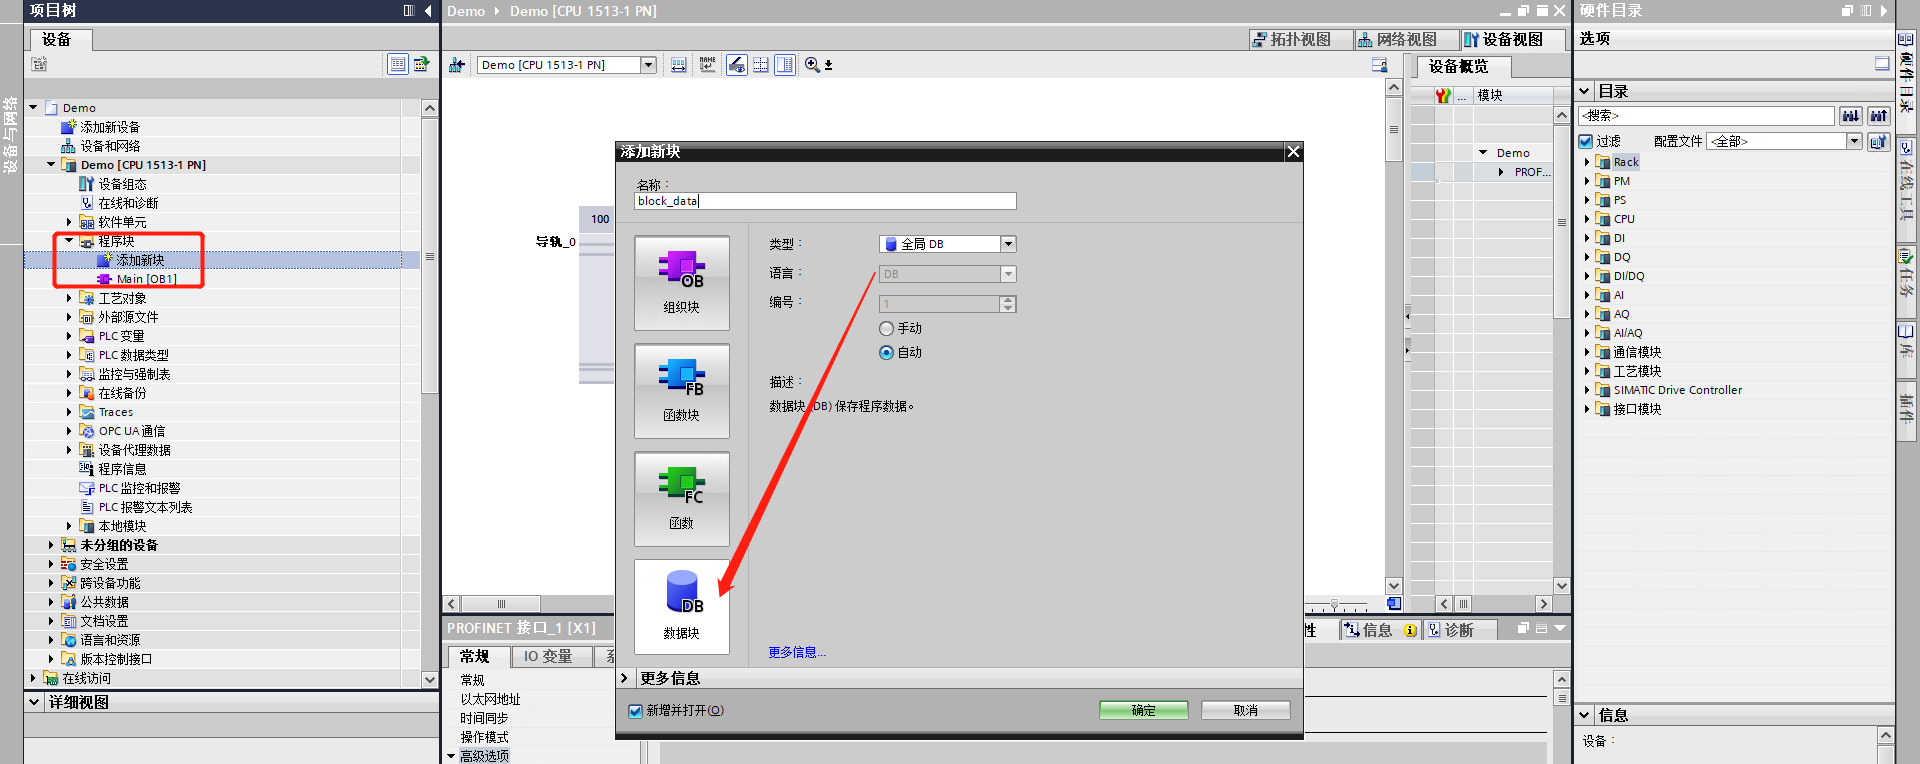 项目树
设备
Demo
添加新设备
设备和网络
Demo [CPU 1513-1 PN]
设备组态
在线和诊断
软件单元
程序块
添加新块
Main [OB1]
工艺对象
外部源文件
PLC 变量
PLC 数据类型
监控与强制表
在线备份
Traces
OPC UA 通信
设备代理数据
程序信息
PLC 监控和报警
PLC 报警文本列表
本地模块
未分组的设备
安全设置
跨设备功能
公共数据
文档设置
语言和资源
版本控制接口
在线访问
详细视图
设备与网络
Demo Demo [CPU 1513-1 PN]
拓扑视图 网络视图 设备视图
Demo [CPU 1513-1 PN]
设备概览
... 模块
Demo
PROF...
100
导轨_0
添加新块
名称：
block_data
OB
组织块
FB
函数块
FC
函数
DB
数据块
类型： 全局 DB
语言： DB
编号： 1
手动
自动
描述：
数据块 (DB) 保存程序数据。
更多信息...
更多信息
新增并打开(O)
确定 取消
PROFINET 接口_1 [X1]
性 信息 诊断
常规 IO 变量 系
常规
以太网地址
时间同步
操作模式
高级选项
硬件目录
选项
目录
<搜索>
过滤 配置文件 <全部>
Rack
PM
PS
CPU
DI
DQ
DI/DQ
AI
AQ
AI/AQ
通信模块
工艺模块
SIMATIC Drive Controller
接口模块
信息
设备：
硬件目录
在线工具
任务
库
插件